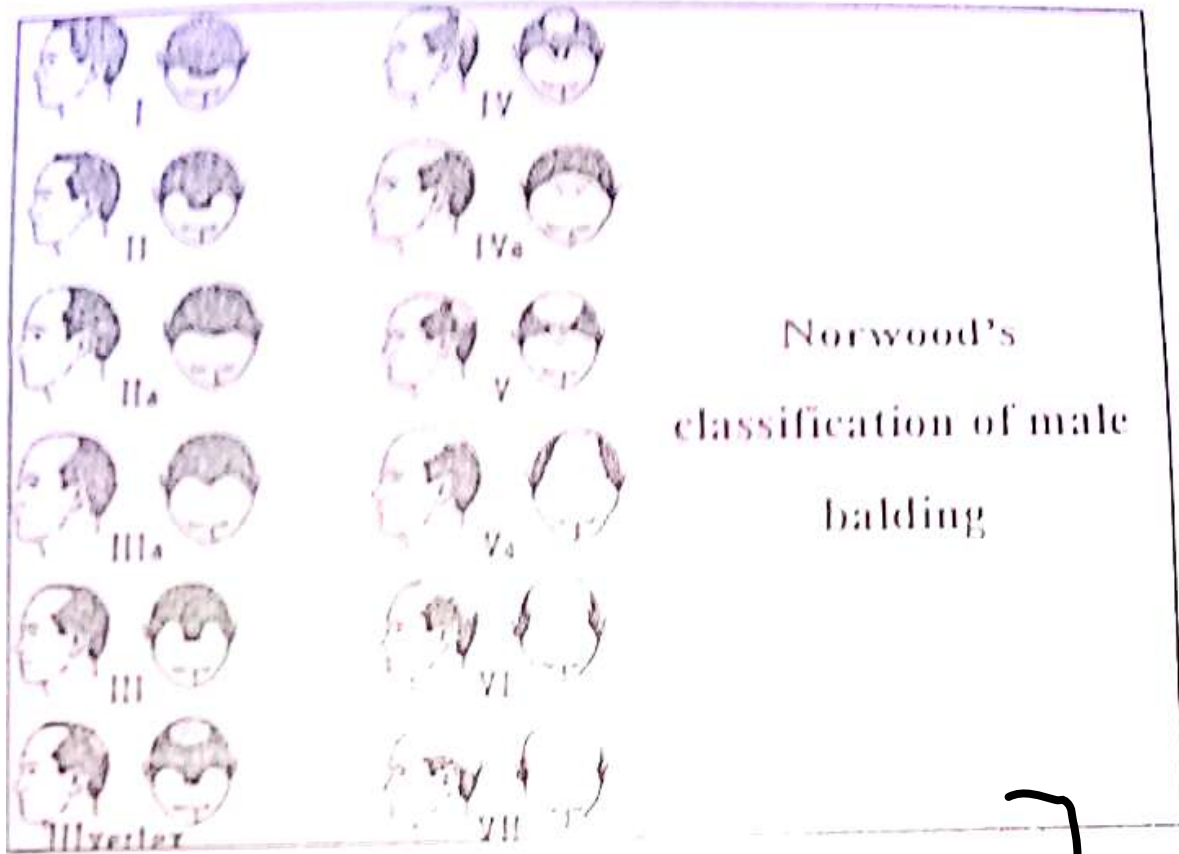 I
II
IIa
IIIa
III
IIIvertex
IV
IVa
V
Va
VI
VII
Norwood's
classification of male
balding